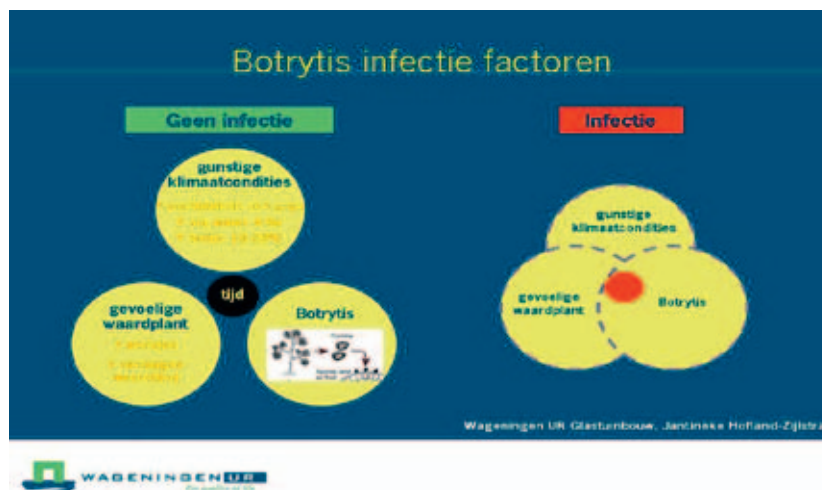 Botrytis infectie factoren
Geen infectie
Infectie
gunstige
klimaatcondities
tijd
gevoelige
waardplant
Botrytis
gunstige
klimaatcondities
gevoelige
waardplant
Botrytis
Wageningen UR Glastuinbouw, Jantineke Hofland-Zijlstra
WAGENINGEN UR